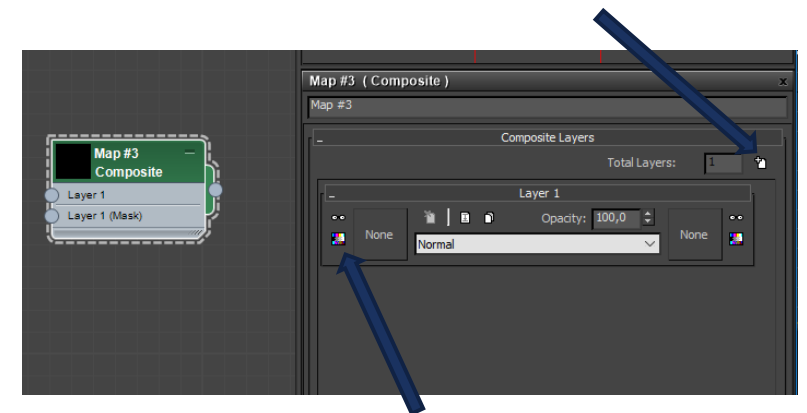 Map #3 ( Composite )
x
Map #3
Composite Layers
Total Layers: 1
Layer 1
Opacity: 100,0
None
None
Normal
Map #3
Composite
Layer 1
Layer 1 (Mask)